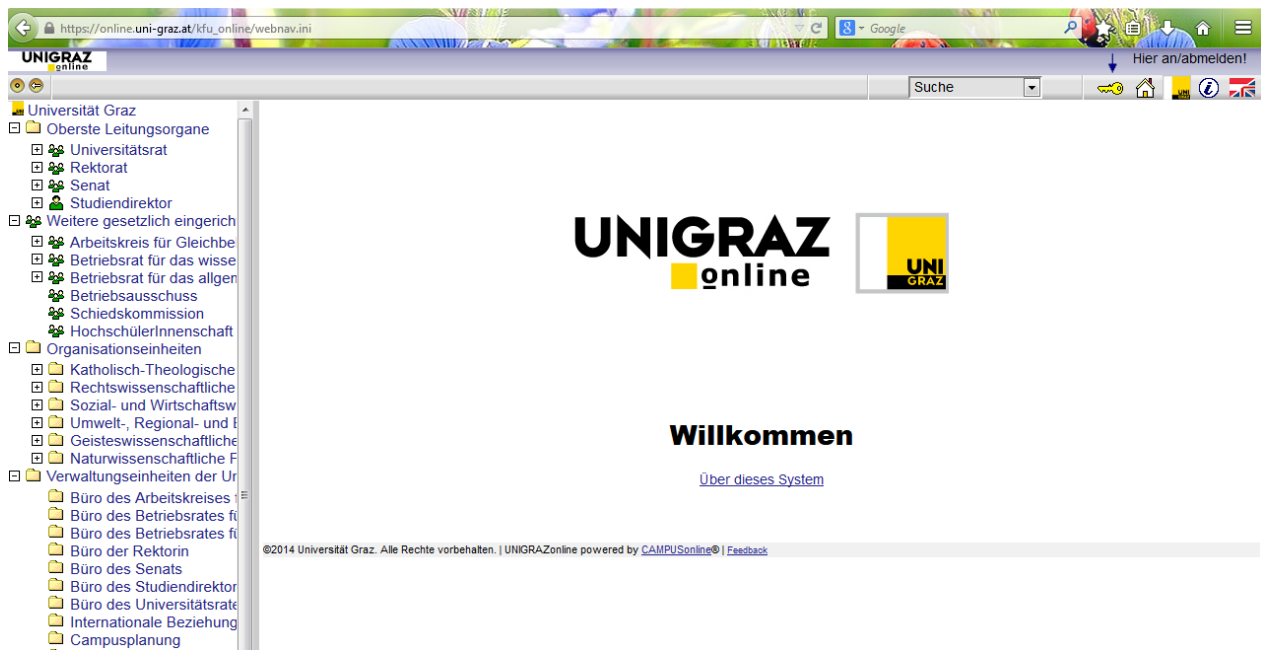 https://online.uni-graz.at/kfu_online/webnav.ini
Google
UNIGRAZ
online
Hier an/abmelden!
Suche
Universität Graz
Oberste Leitungsorgane
Universitätsrat
Rektorat
Senat
Studiendirektor
Weitere gesetzlich eingerich
Arbeitskreis für Gleichbe
Betriebsrat für das wisse
Betriebsrat für das allgen
Betriebsausschuss
Schiedskommission
HochschülerInnenschaft
Organisationseinheiten
Katholisch-Theologische
Rechtswissenschaftliche
Sozial- und Wirtschaftsw
Umwelt-, Regional- und E
Geisteswissenschaftliche
Naturwissenschaftliche F
Verwaltungseinheiten der Ur
Büro des Arbeitskreises f
Büro des Betriebsrates fü
Büro des Betriebsrates fü
Büro der Rektorin
Büro des Senats
Büro des Studiendirektor
Büro des Universitätsrate
Internationale Beziehung
Campusplanung
UNIGRAZ
online
UNI
GRAZ
Willkommen
Über dieses System
©2014 Universität Graz. Alle Rechte vorbehalten. | UNIGRAZonline powered by CAMPUSonline® | Feedback